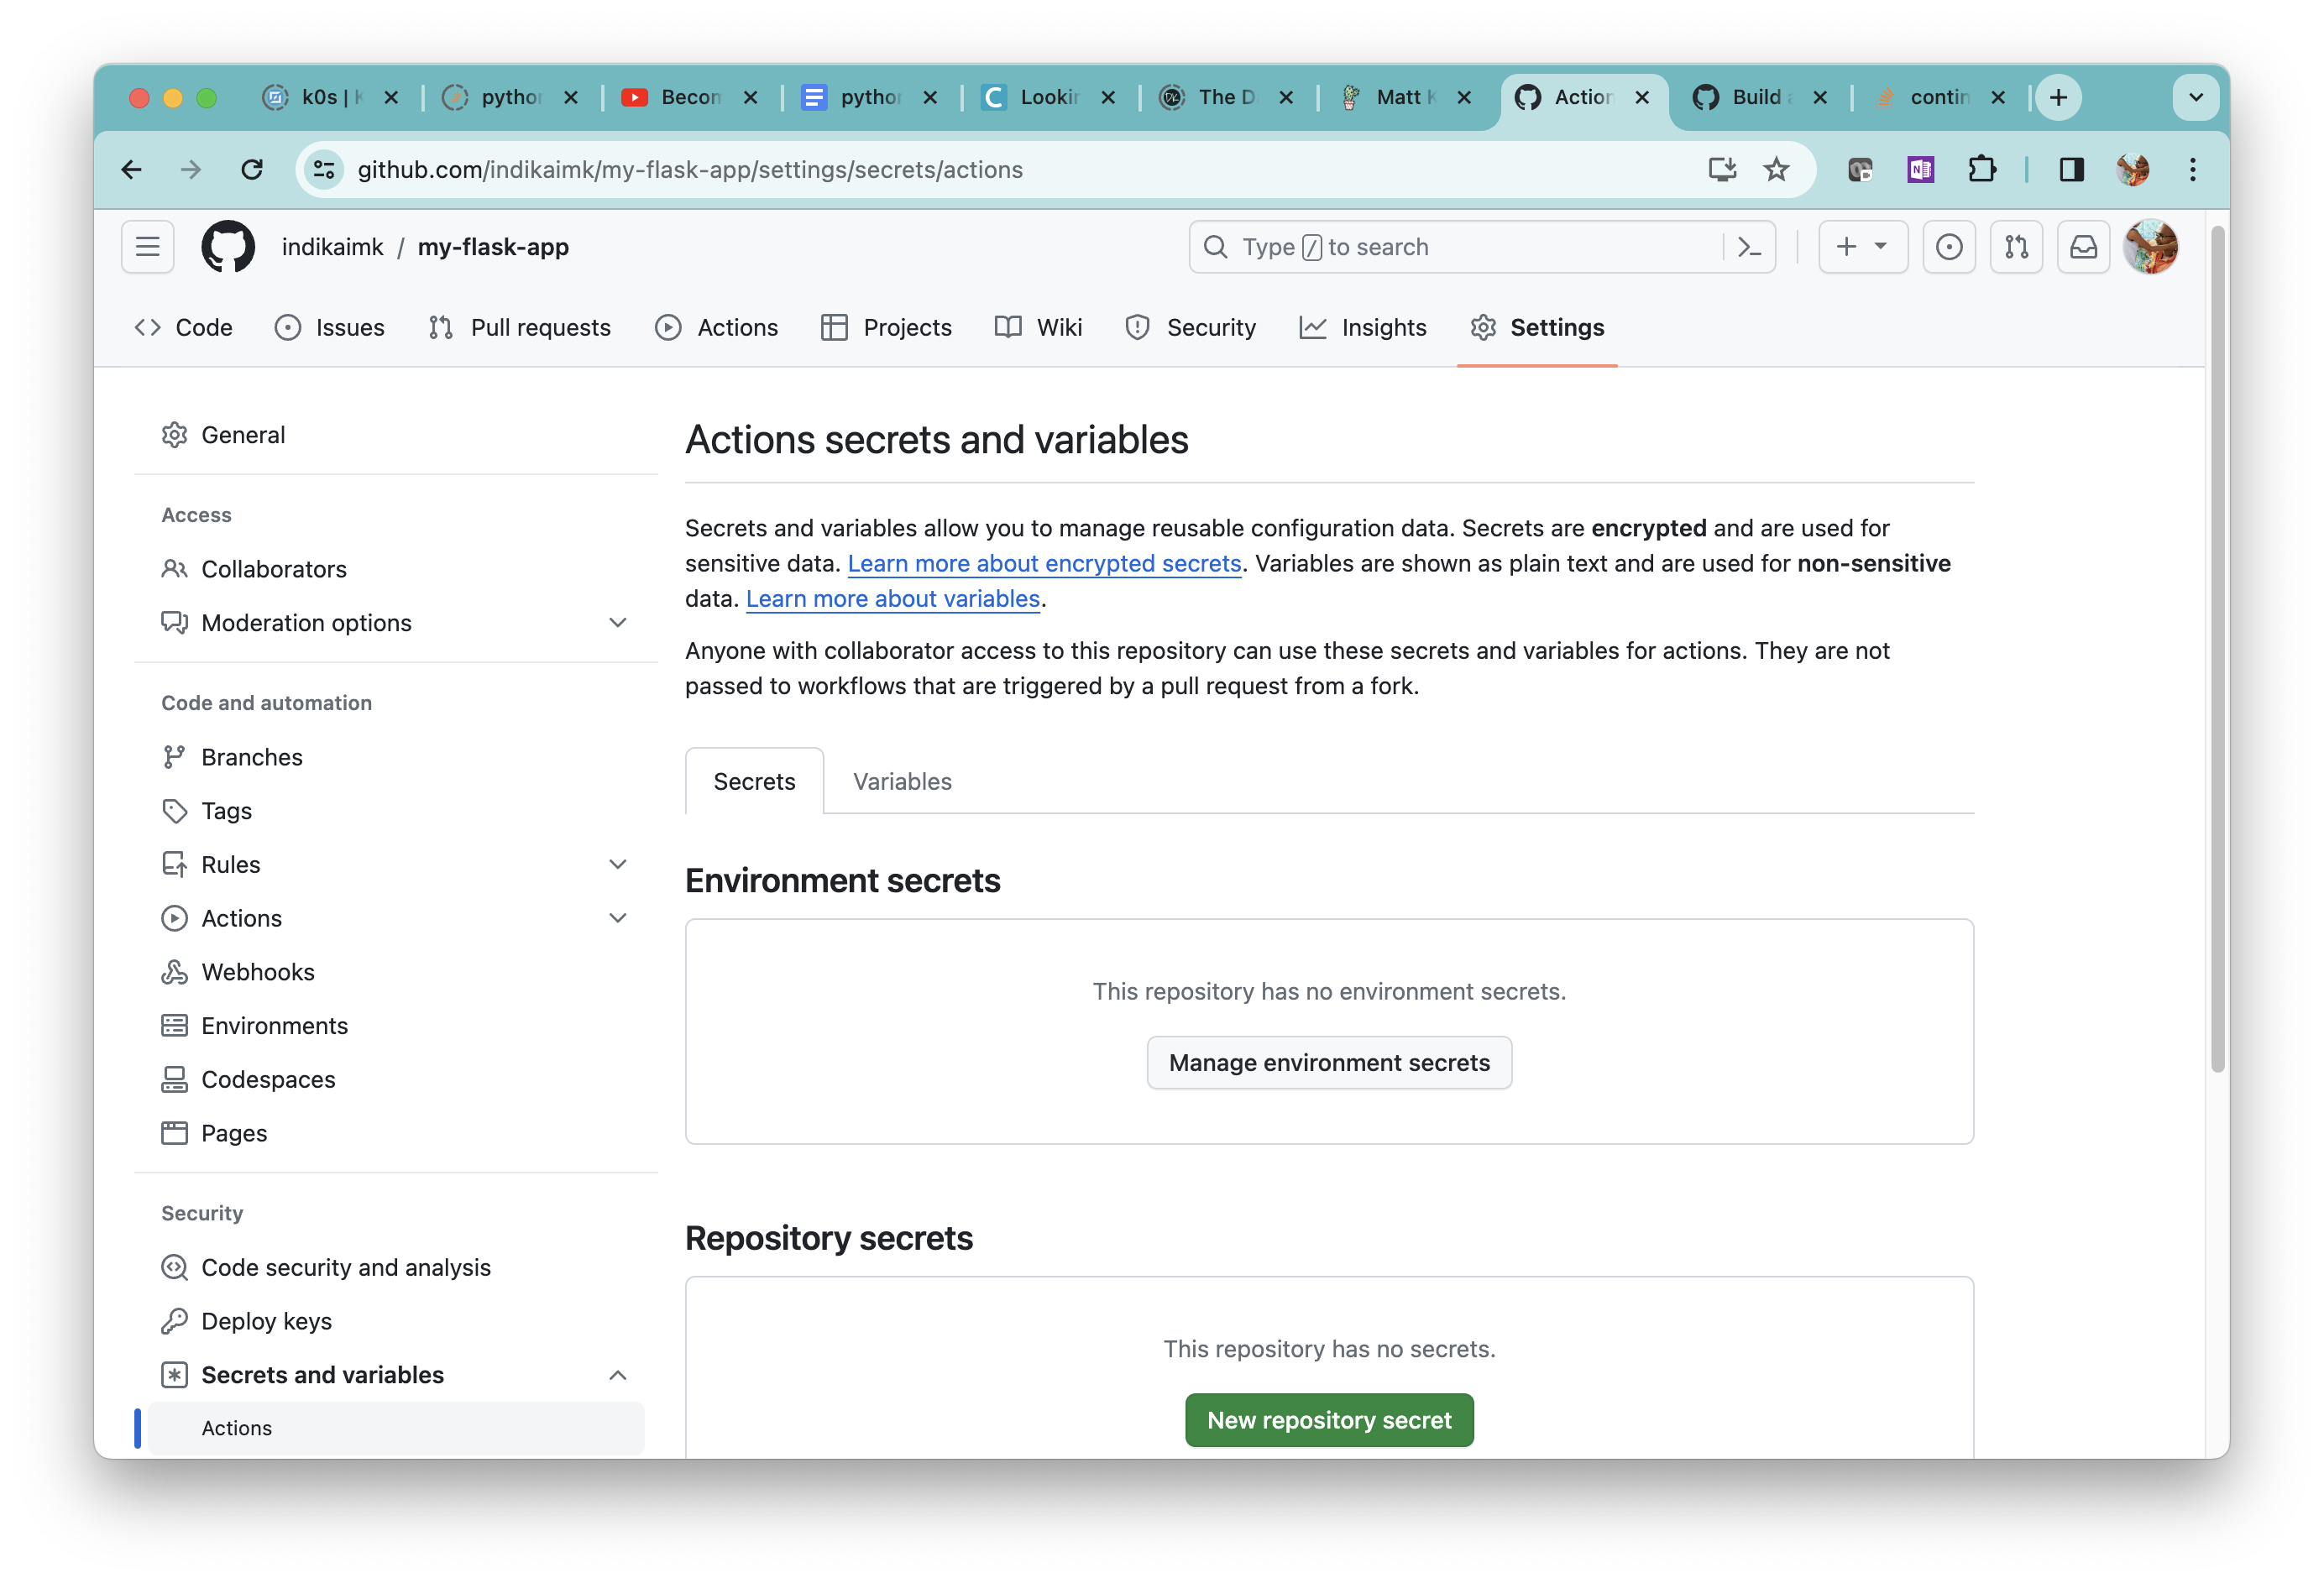 k0s |
python
Becom
python
Lookin
The D
Matt K
Action
Build a
contin
github.com/indikaimk/my-flask-app/settings/secrets/actions
indikaimk / my-flask-app
Type / to search
Code
Issues
Pull requests
Actions
Projects
Wiki
Security
Insights
Settings
General
Access
Collaborators
Moderation options
Code and automation
Branches
Tags
Rules
Actions
Webhooks
Environments
Codespaces
Pages
Security
Code security and analysis
Deploy keys
Secrets and variables
Actions
Actions secrets and variables
Secrets and variables allow you to manage reusable configuration data. Secrets are encrypted and are used for
sensitive data. Learn more about encrypted secrets. Variables are shown as plain text and are used for non-sensitive
data. Learn more about variables.
Anyone with collaborator access to this repository can use these secrets and variables for actions. They are not
passed to workflows that are triggered by a pull request from a fork.
Secrets
Variables
Environment secrets
This repository has no environment secrets.
Manage environment secrets
Repository secrets
This repository has no secrets.
New repository secret